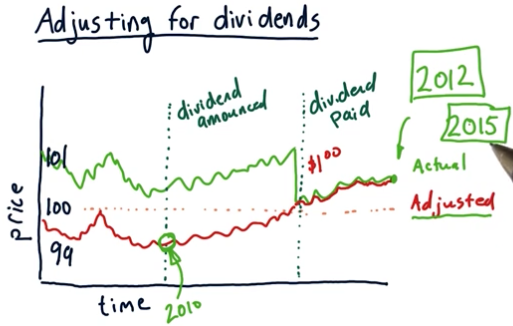 Adjusting for dividends
dividend
announced
dividend
paid
2012
2015
101
$1.00
Actual
100
Adjusted
99
price
time
2010